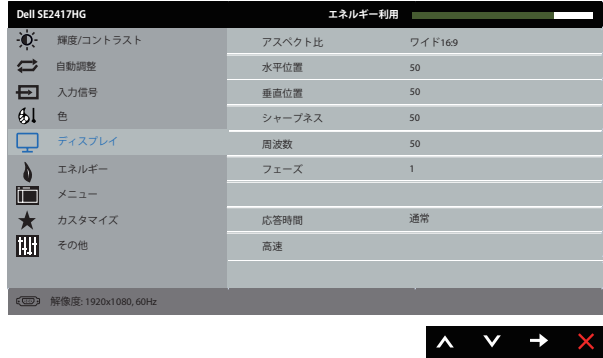 Dell SE2417HG エネルギー利用
輝度/コントラスト アスペクト比 ワイド16:9
自動調整 水平位置 50
入力信号 垂直位置 50
色 シャープネス 50
ディスプレイ 周波数 50
エネルギー フェーズ 1
メニュー
カスタマイズ 応答時間 通常
その他 高速
解像度: 1920x1080, 60Hz